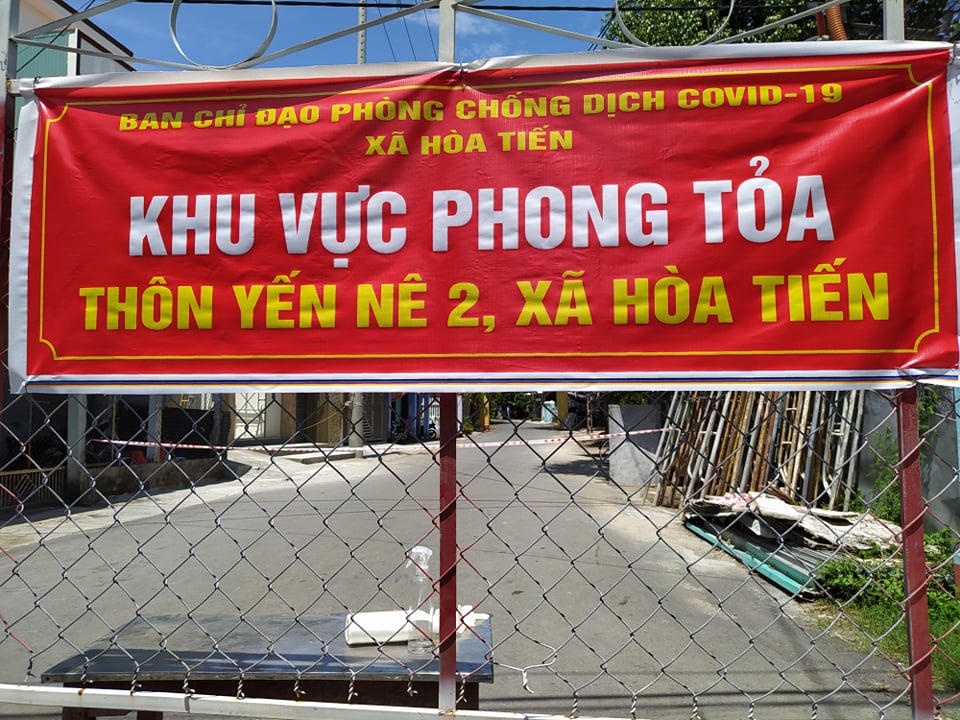 BAN CHỈ ĐẠO PHÒNG CHỐNG DỊCH COVID-19
XÃ HÒA TIẾN
KHU VỰC PHONG TỎA
THÔN YẾN NÊ 2, XÃ HÒA TIẾN